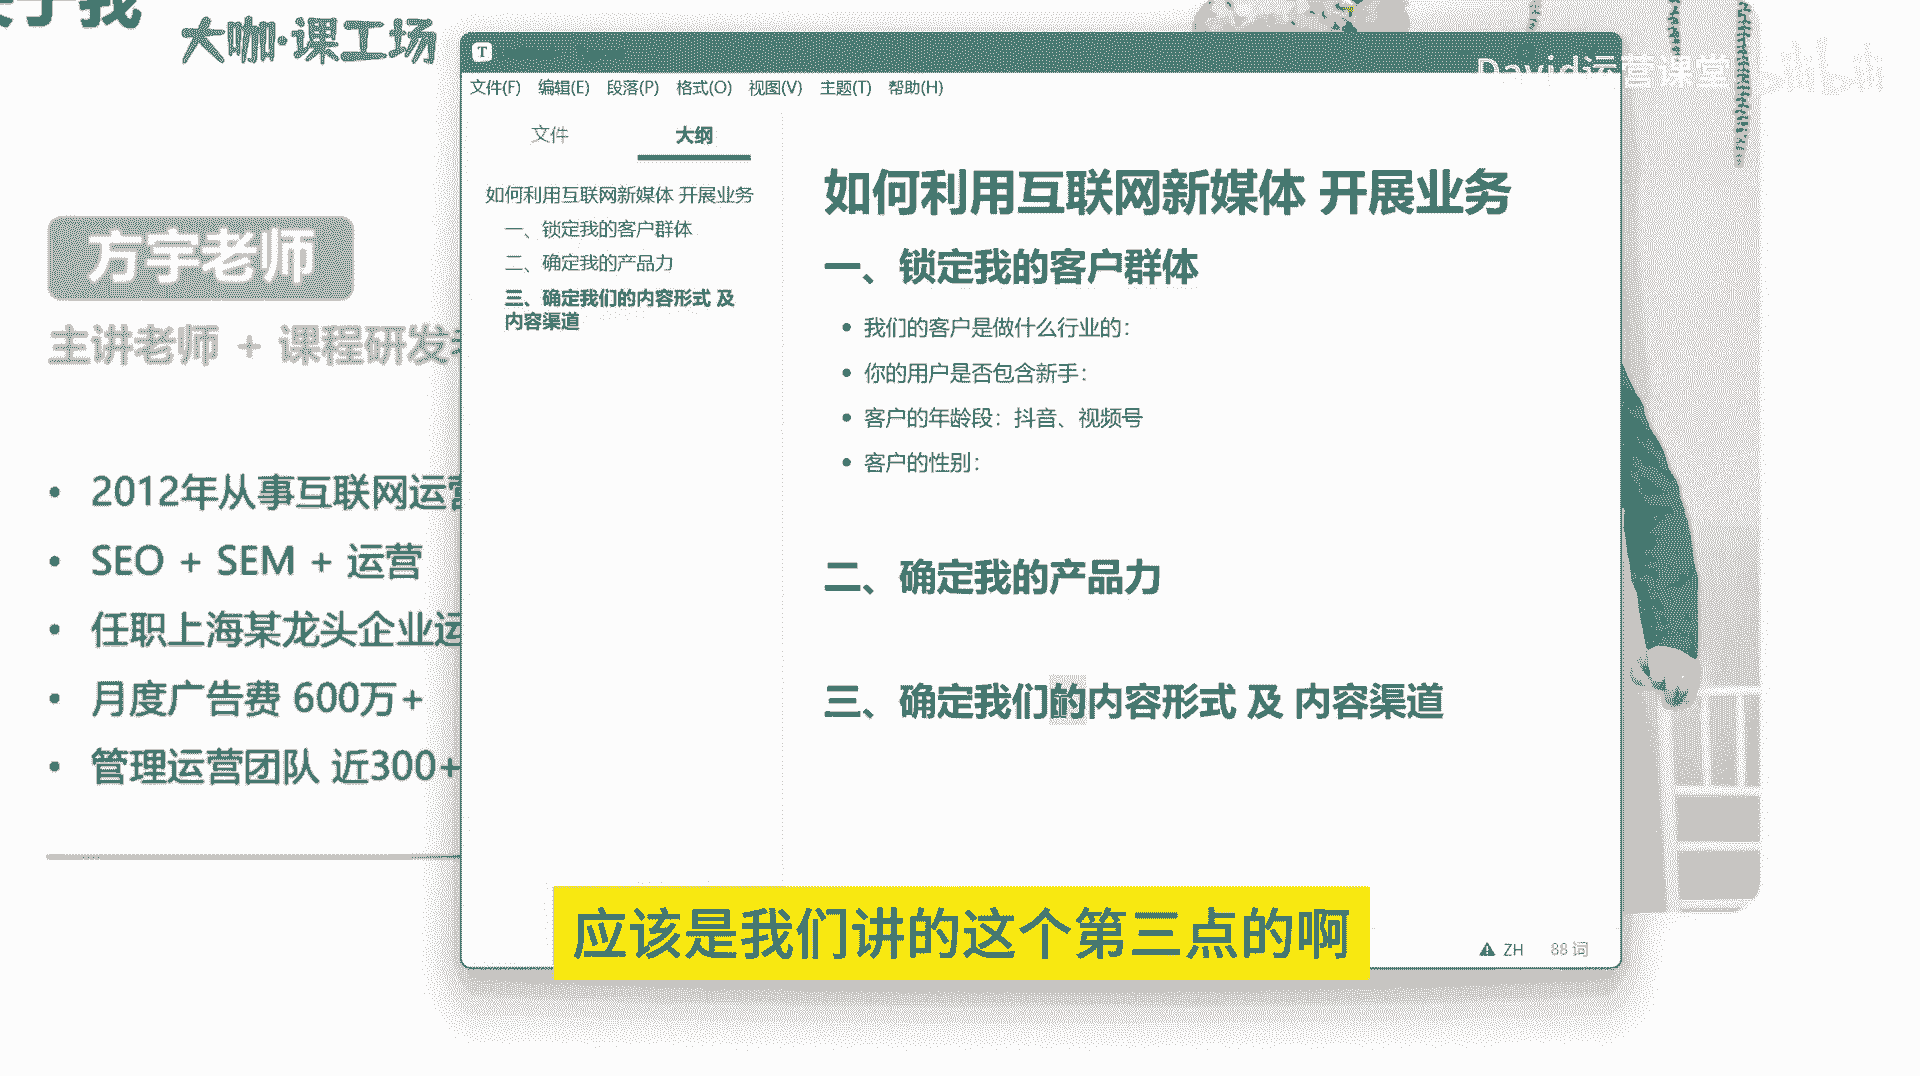 大咖·课工场
David运营课堂
文件(F) 编辑(E) 段落(P) 格式(O) 视图(V) 主题(T) 帮助(H)
文件 大纲
如何利用互联网新媒体 开展业务
一、锁定我的客户群体
二、确定我的产品力
三、确定我们的内容形式 及
内容渠道
如何利用互联网新媒体 开展业务
一、锁定我的客户群体
我们的客户是做什么行业的：
你的用户是否包含新手：
客户的年龄段：抖音、视频号
客户的性别：
二、确定我的产品力
三、确定我们的内容形式 及 内容渠道
ZH 88 词
方宇老师
主讲老师 + 课程研发
2012年从事互联网运营
SEO + SEM + 运营
任职上海某龙头企业运
月度广告费 600万+
管理运营团队 近300+
应该是我们讲的这个第三点的啊